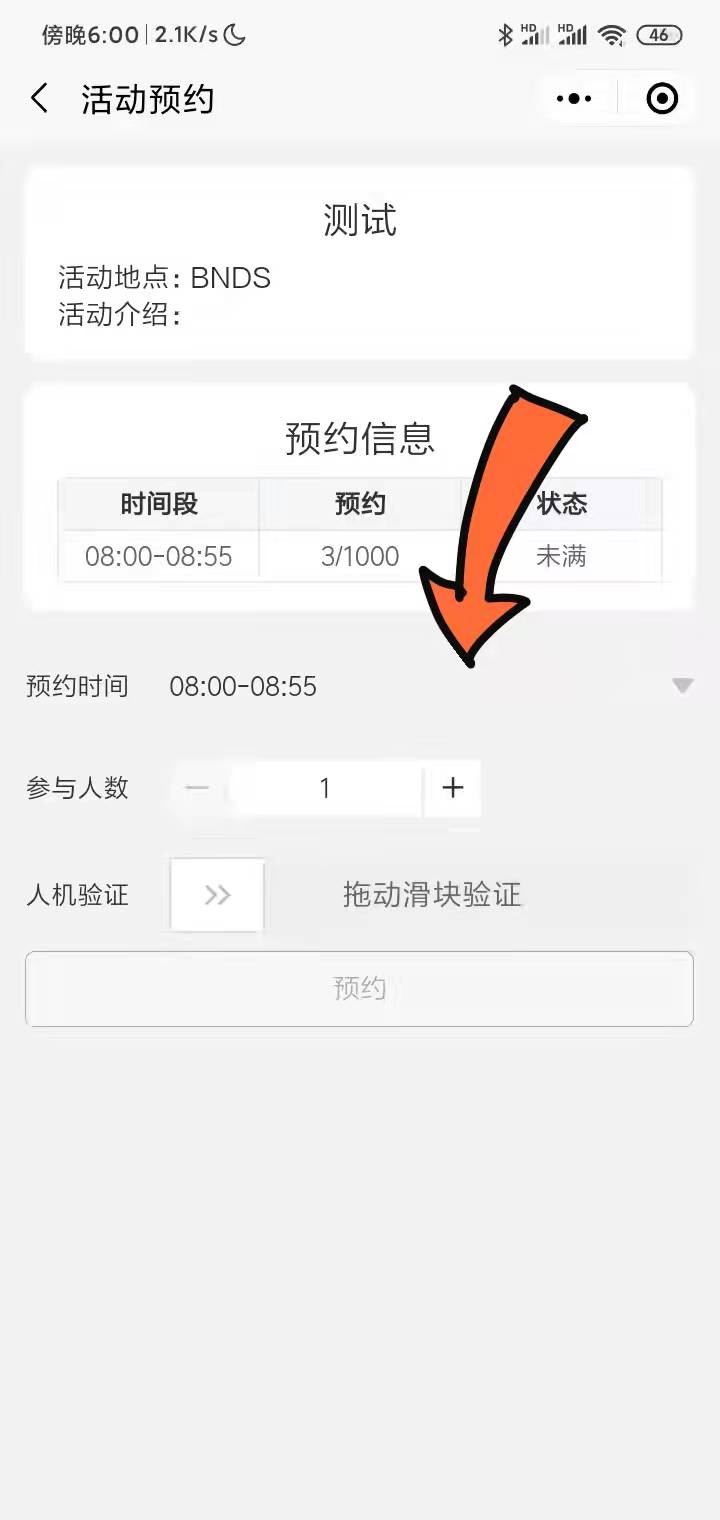 傍晚6:00 | 2.1K/s HD HD 46
活动预约
测试
活动地点：BNDS
活动介绍：
预约信息
时间段 预约 状态
08:00-08:55 3/1000 未满
预约时间 08:00-08:55
参与人数 1
人机验证 拖动滑块验证
预约